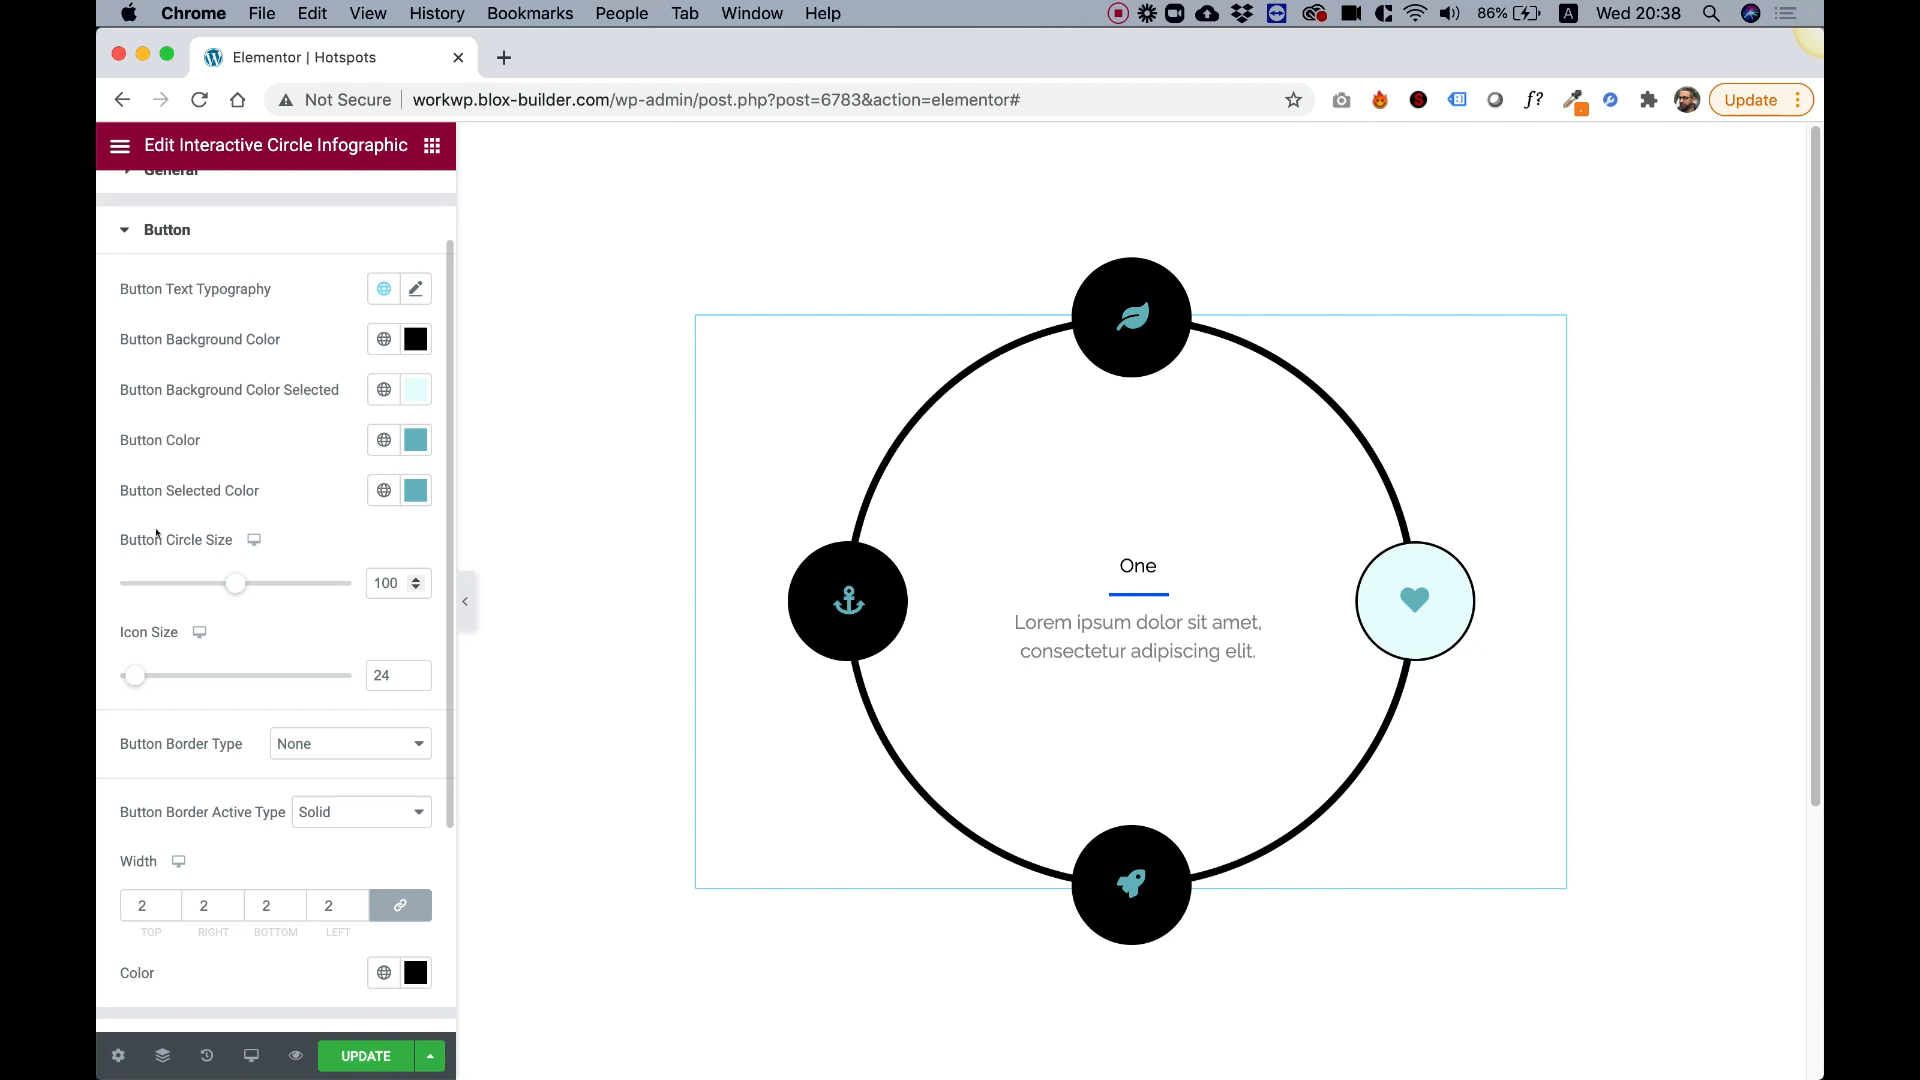 Chrome File Edit View History Bookmarks People Tab Window Help 86% A Wed 20:38
Elementor | Hotspots
Not Secure workwp.blox-builder.com/wp-admin/post.php?post=6783&action=elementor# f? Update
Edit Interactive Circle Infographic
General
Button
Button Text Typography
Button Background Color
Button Background Color Selected
Button Color
Button Selected Color
Button Circle Size
100
Icon Size
24
Button Border Type None
Button Border Active Type Solid
Width
2 2 2 2
TOP RIGHT BOTTOM LEFT
Color
UPDATE
One
Lorem ipsum dolor sit amet,
consectetur adipiscing elit.